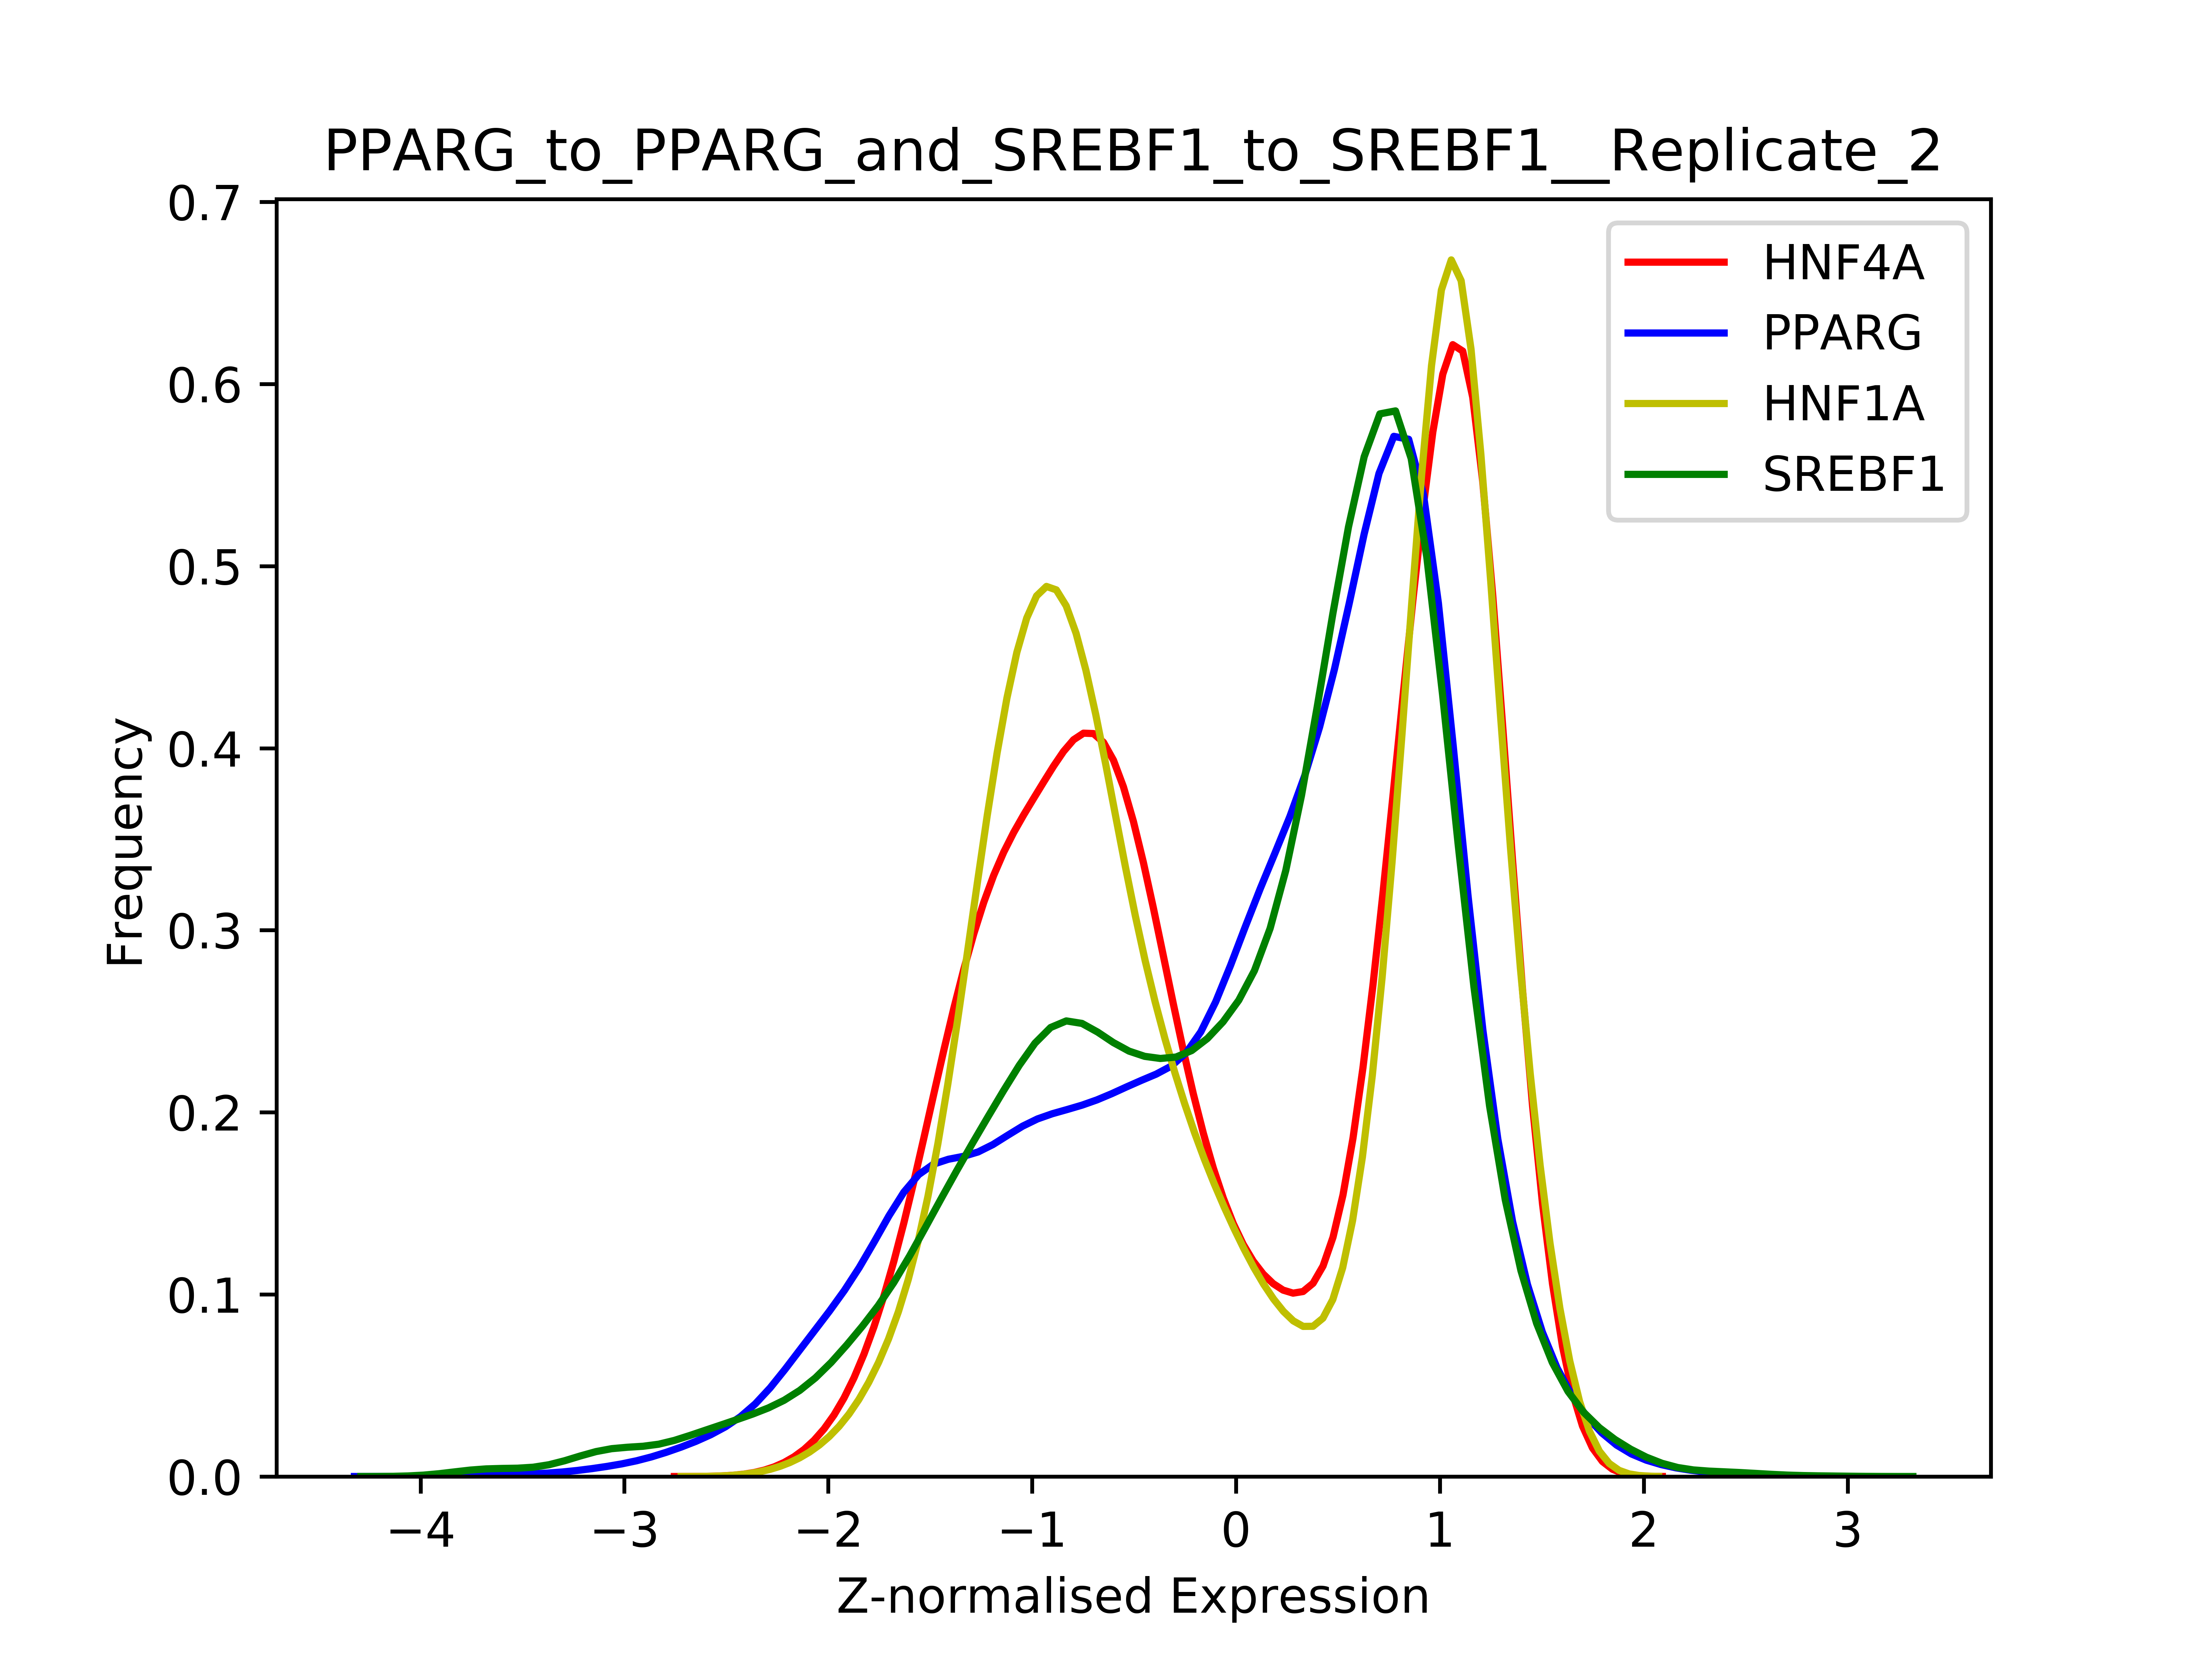 PPARG_to_PPARG_and_SREBF1_to_SREBF1__Replicate_2
0.7
0.6
0.5
0.4
0.3
0.2
0.1
0.0
Frequency
HNF4A
PPARG
HNF1A
SREBF1
−4 −3 −2 −1 0 1 2 3
Z-normalised Expression